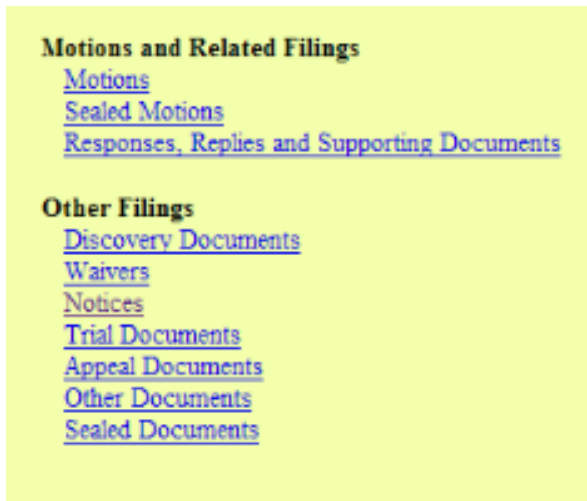 Motions and Related Filings
Motions
Sealed Motions
Responses, Replies and Supporting Documents
Other Filings
Discovery Documents
Waivers
Notices
Trial Documents
Appeal Documents
Other Documents
Sealed Documents